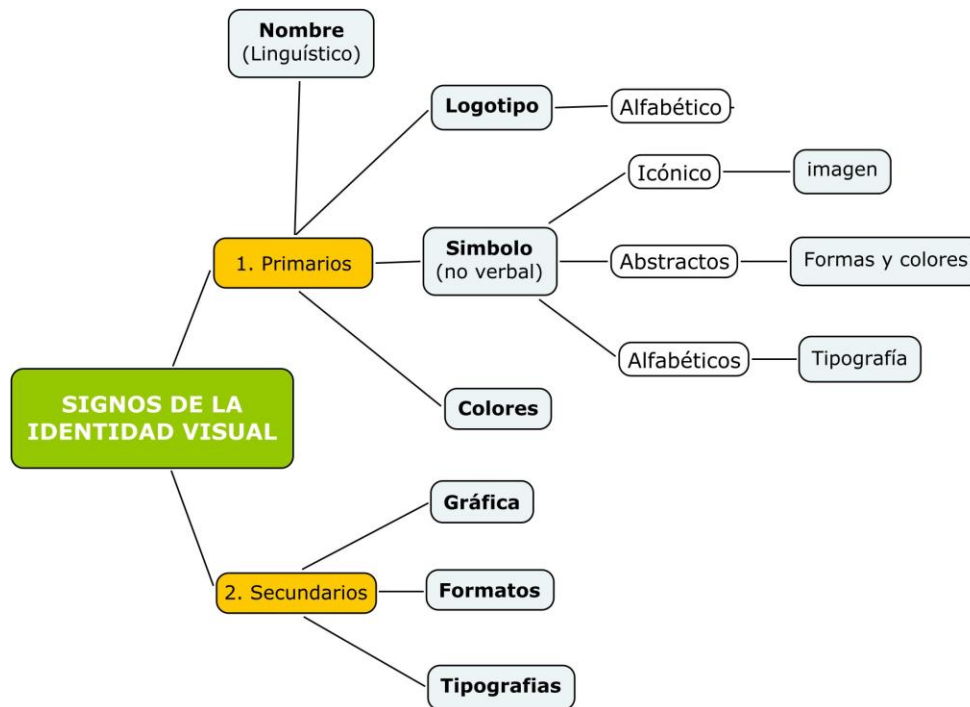 Nombre
(Linguístico)
Logotipo
Alfabético
Icónico
imagen
1. Primarios
Simbolo
(no verbal)
Abstractos
Formas y colores
Alfabéticos
Tipografía
Colores
SIGNOS DE LA
IDENTIDAD VISUAL
Gráfica
2. Secundarios
Formatos
Tipografias